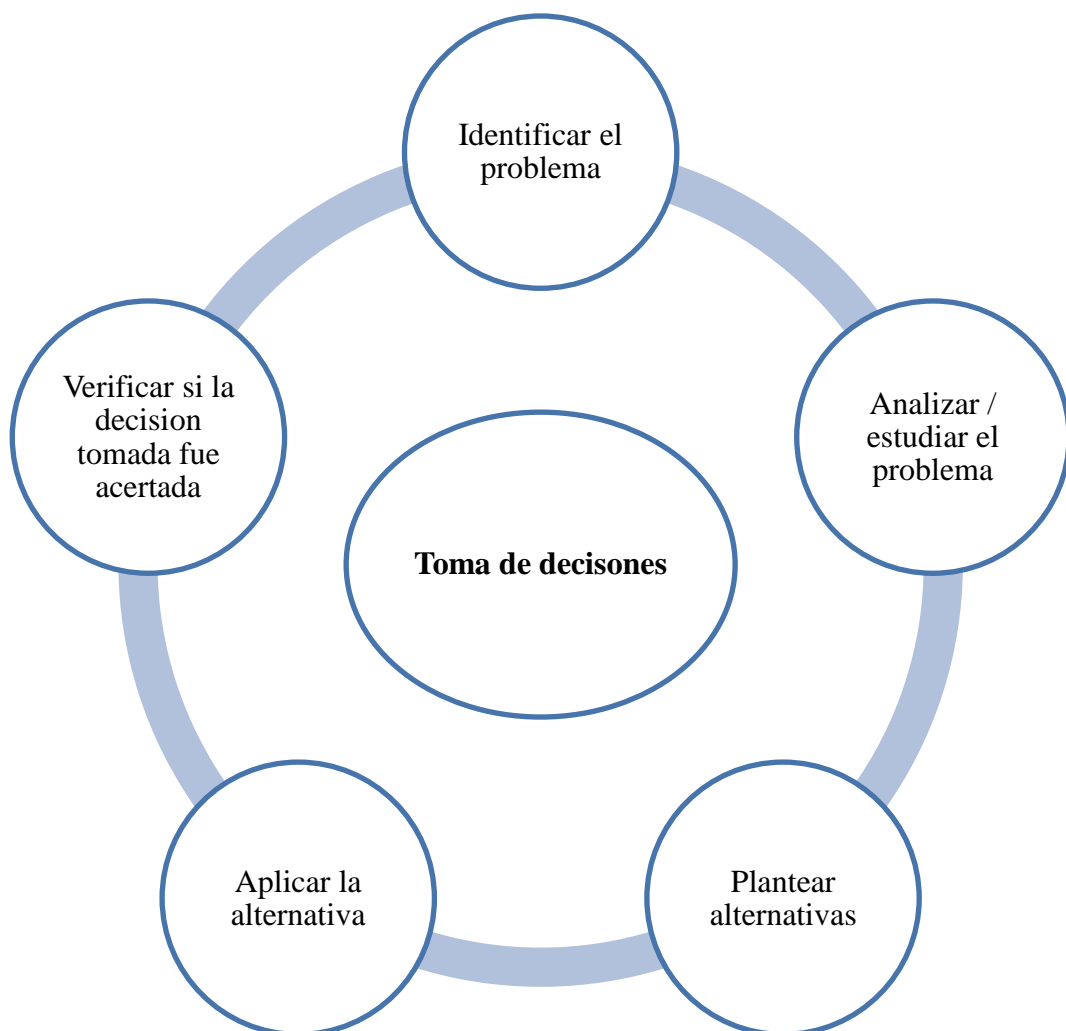 Identificar el
problema
Analizar /
estudiar el
problema
Plantear
alternativas
Aplicar la
alternativa
Verificar si la
decision
tomada fue
acertada
Toma de decisones